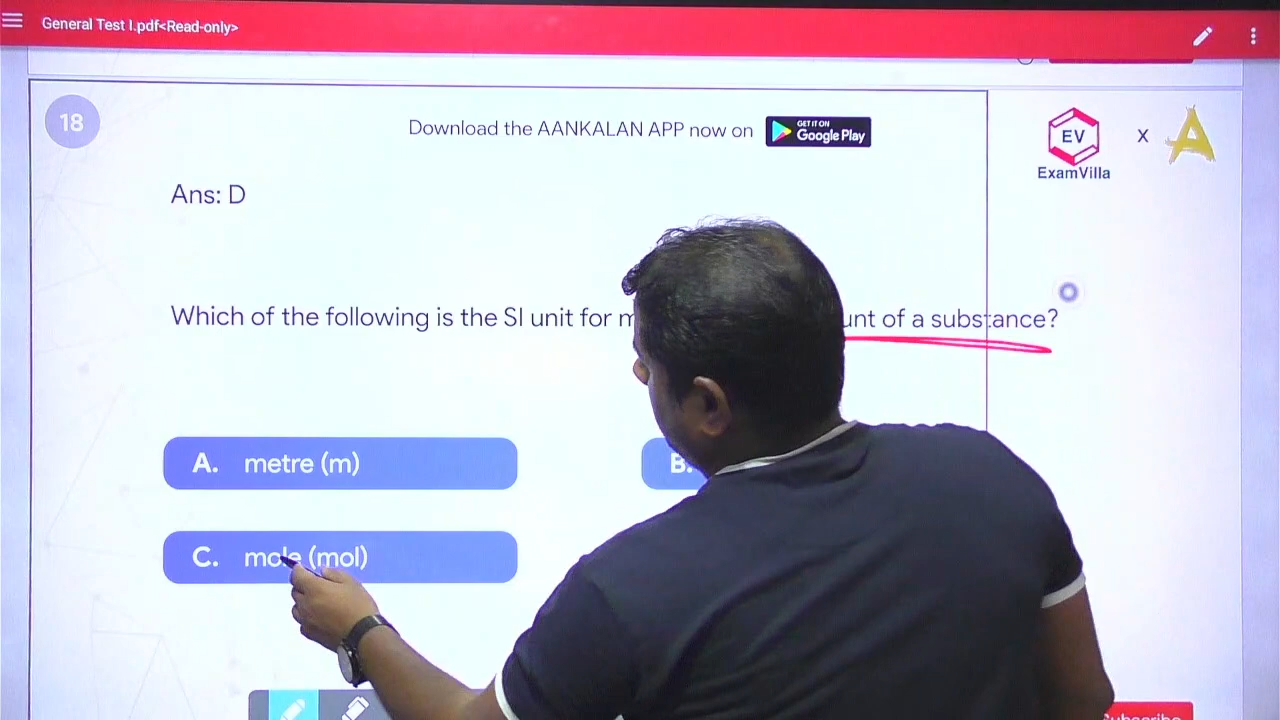 General Test I.pdf<Read-only>
18
Download the AANKALAN APP now on
GET IT ON
Google Play
EV
X
ExamVilla
Ans: D
Which of the following is the SI unit for
of a substance?
A. metre (m)
B.
C. mole (mol)